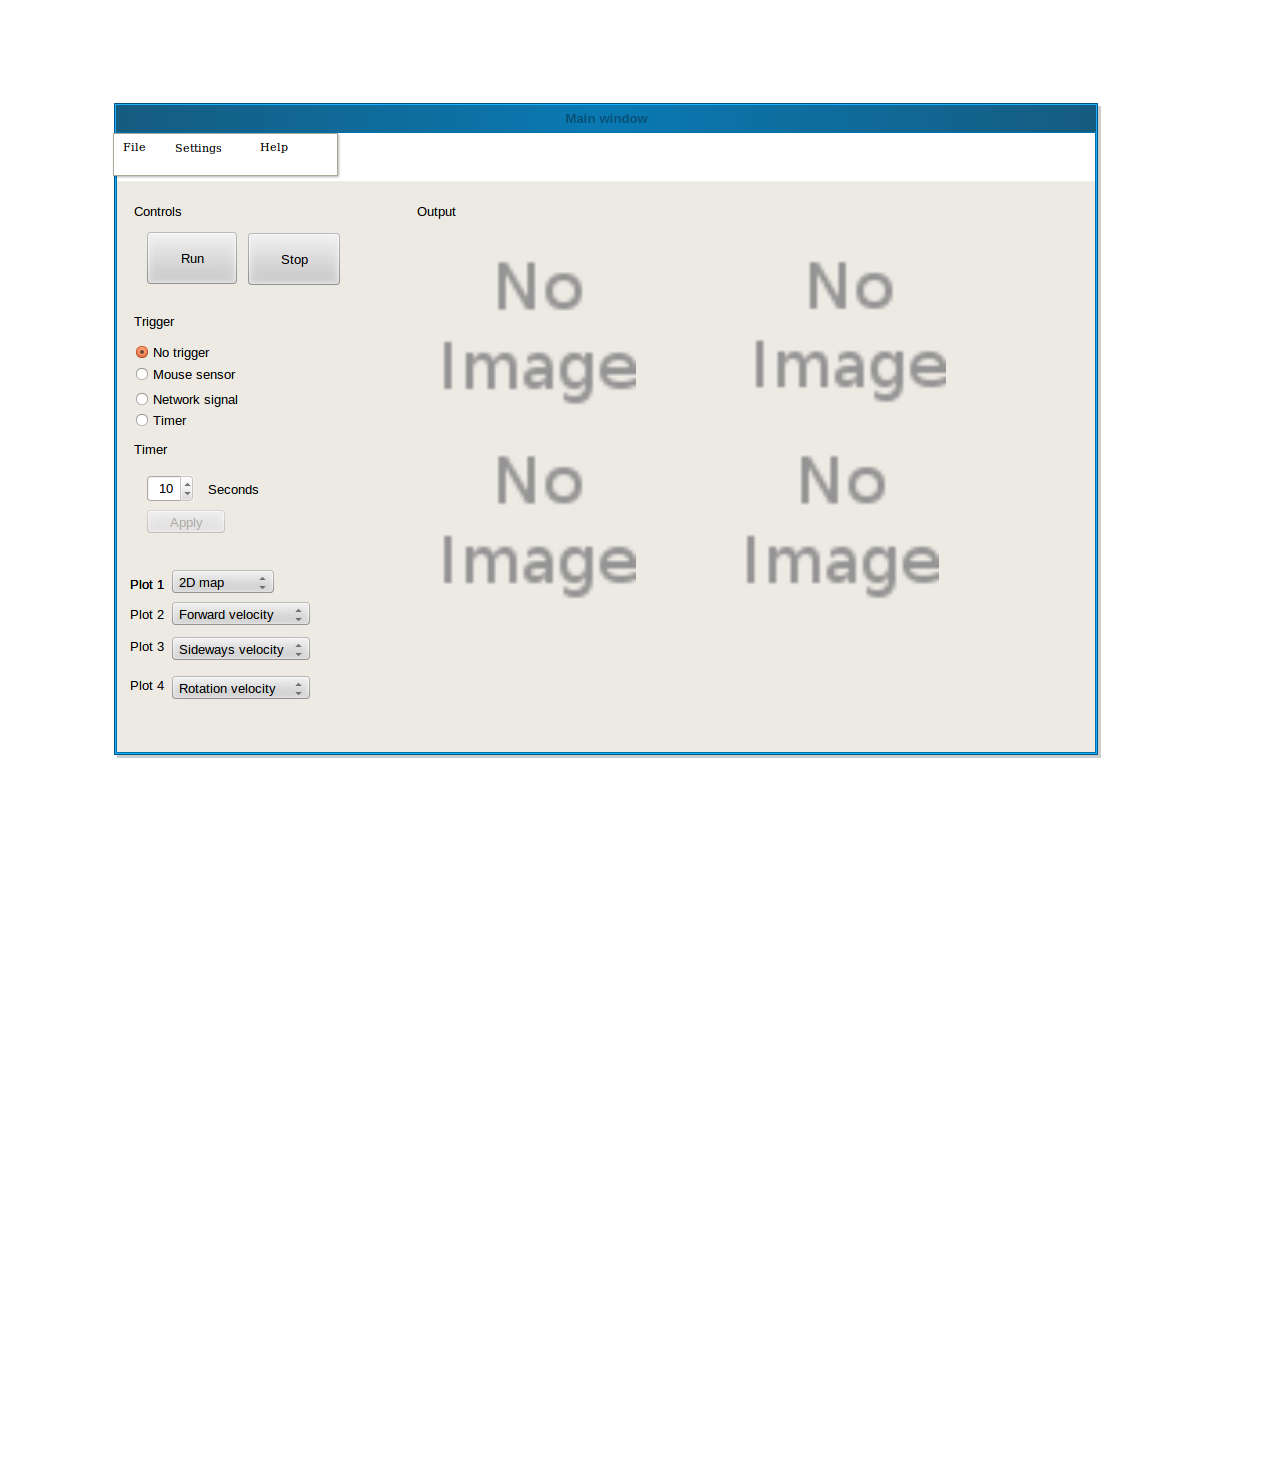 Main window
File Settings Help
Controls
Run Stop
Trigger
No trigger
Mouse sensor
Network signal
Timer
Timer
10 Seconds
Apply
Plot 1 2D map
Plot 2 Forward velocity
Plot 3 Sideways velocity
Plot 4 Rotation velocity
Output
No
Image
No
Image
No
Image
No
Image